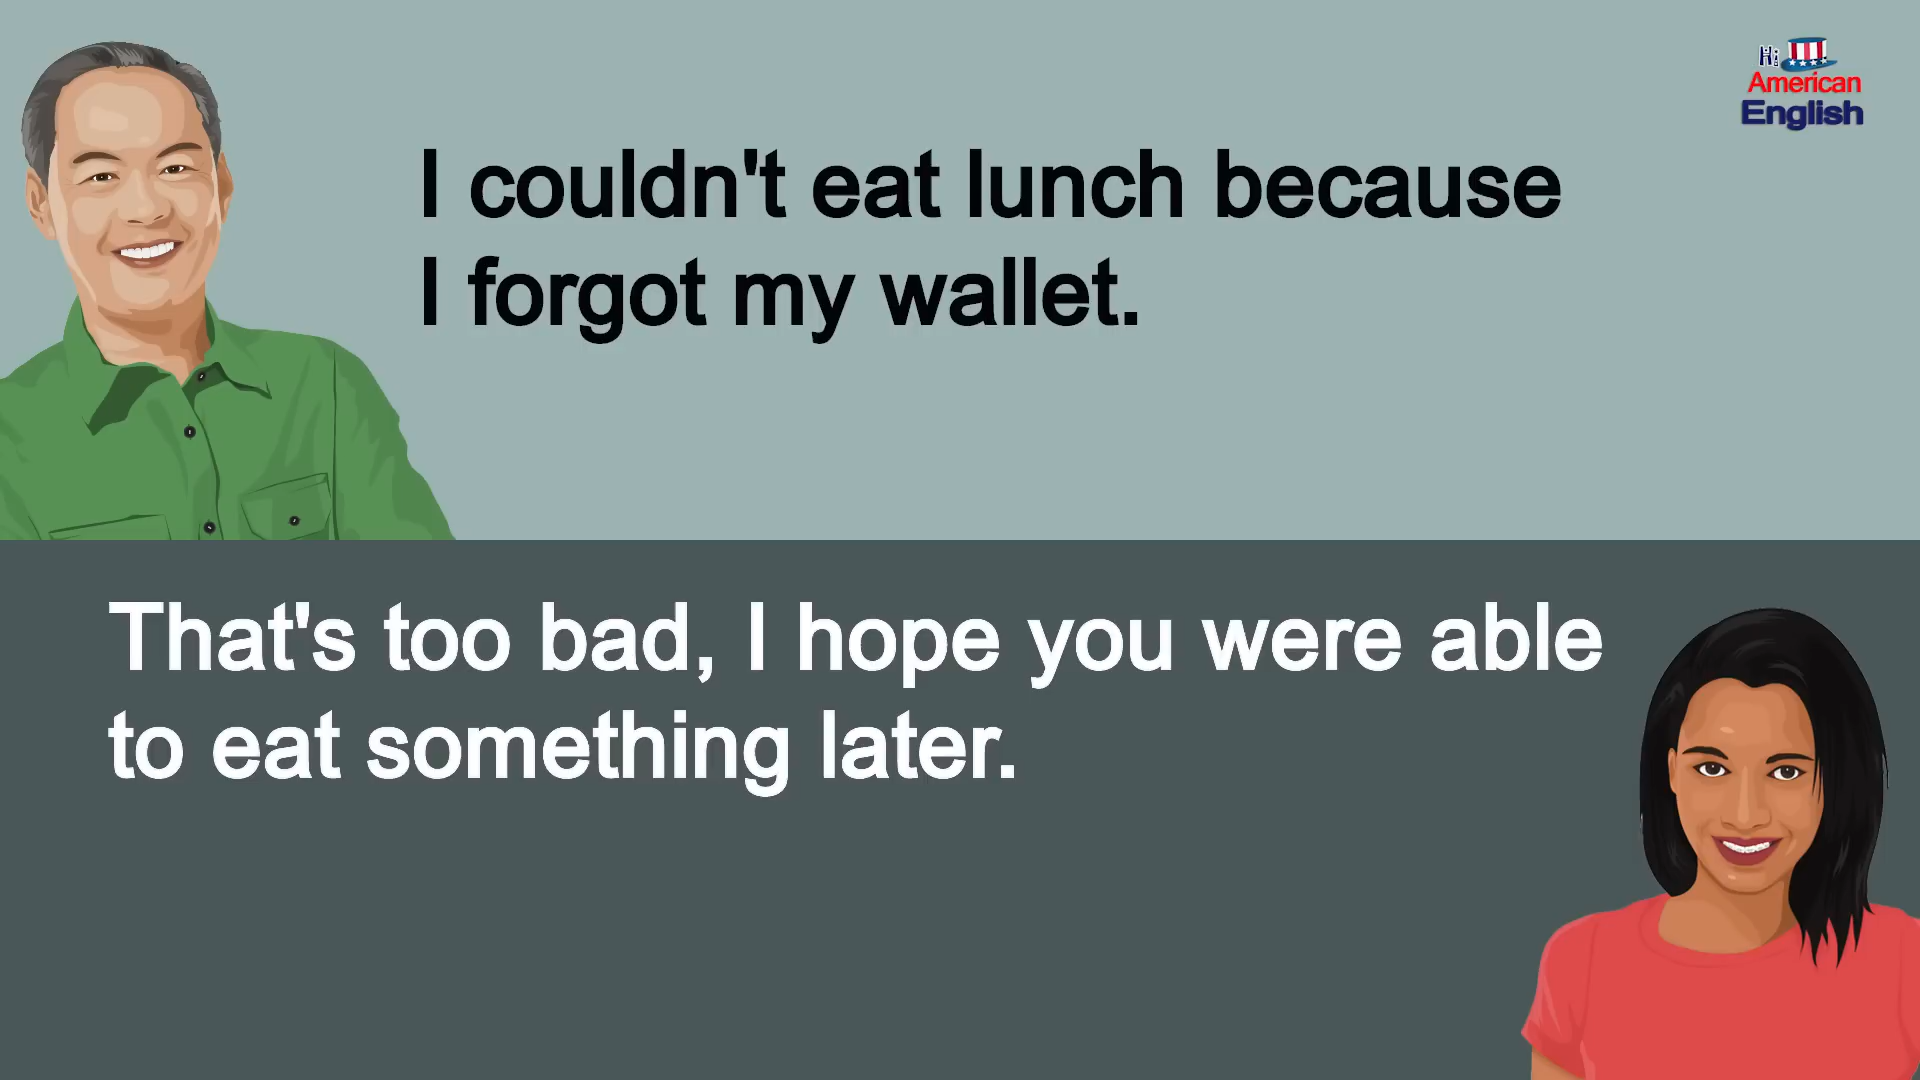 Hi
American
English
I couldn't eat lunch because
I forgot my wallet.
That's too bad, I hope you were able
to eat something later.